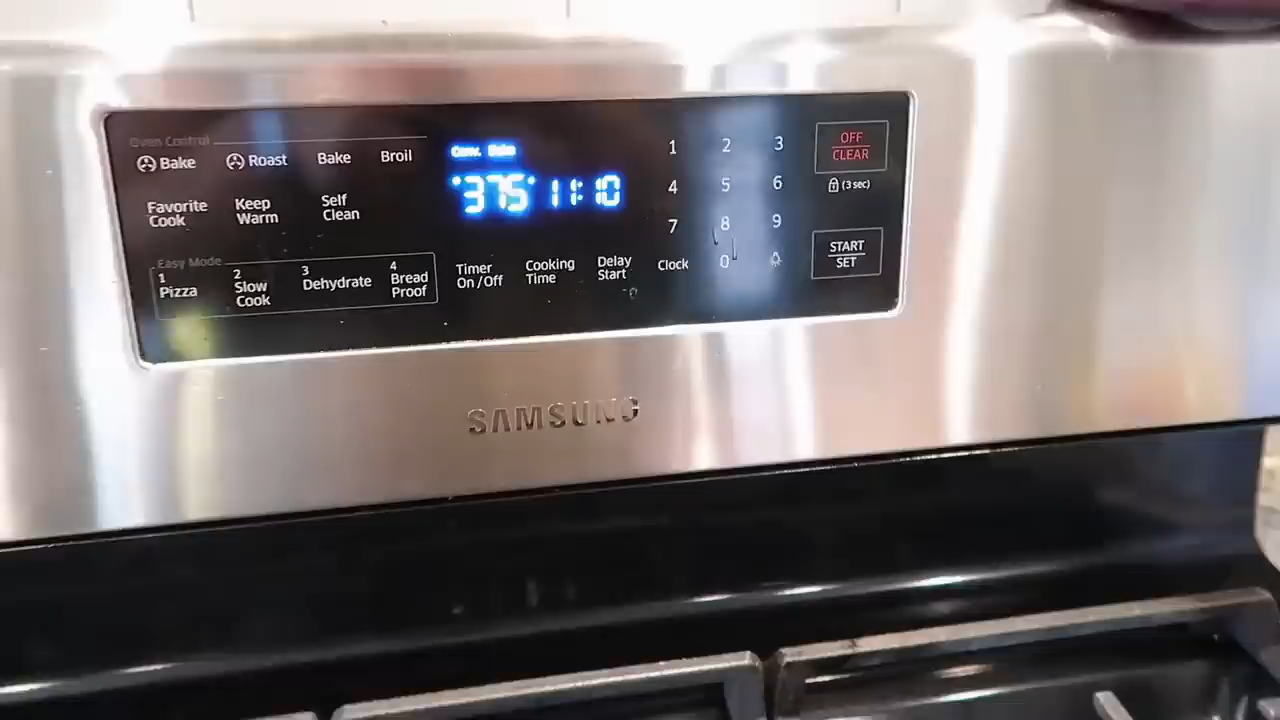 Oven Control
Bake Roast Bake Broil
Favorite Cook Keep Warm Self Clean
Easy Mode
1 Pizza 2 Slow Cook 3 Dehydrate 4 Bread Proof
Conv. Bake
375 11:10
Timer On/Off Cooking Time Delay Start Clock
1 2 3
4 5 6
7 8 9
0
OFF
CLEAR
(3 sec)
START
SET
SAMSUNG